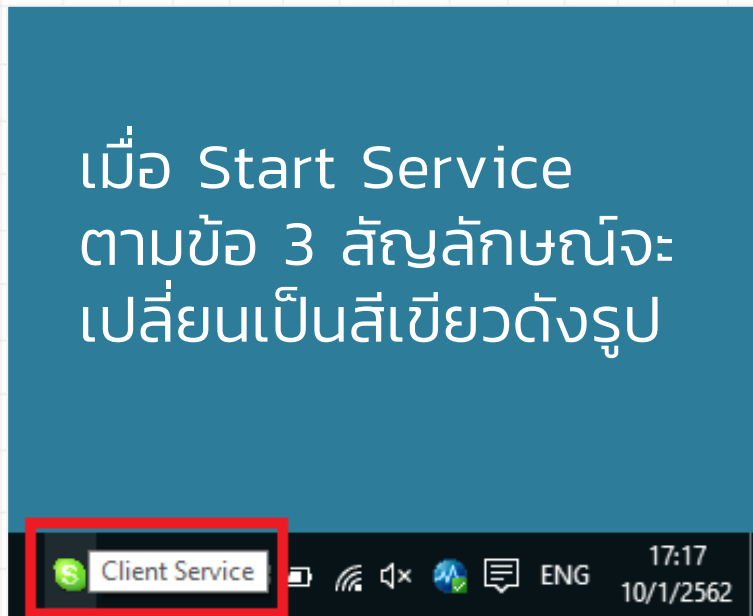 เมื่อ Start Service
ตามข้อ 3 สัญลักษณ์จะ
เปลี่ยนเป็นสีเขียวดังรูป
S Client Service ENG 17:17
10/1/2562